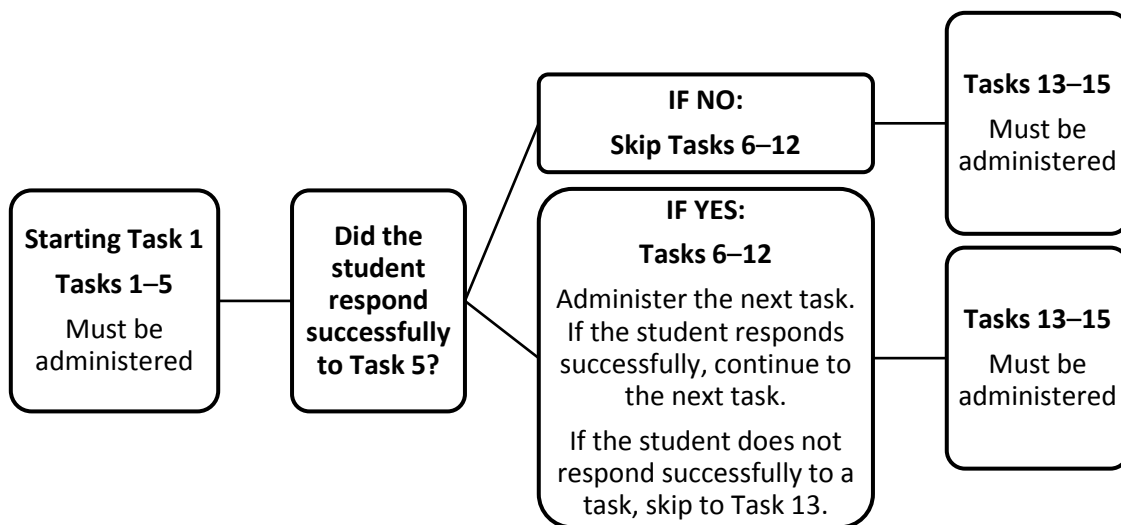 Starting Task 1
Tasks 1–5
Must be
administered
Did the
student
respond
successfully
to Task 5?
IF NO:
Skip Tasks 6–12
Tasks 13–15
Must be
administered
IF YES:
Tasks 6–12
Administer the next task.
If the student responds
successfully, continue to
the next task.
If the student does not
respond successfully to a
task, skip to Task 13.
Tasks 13–15
Must be
administered